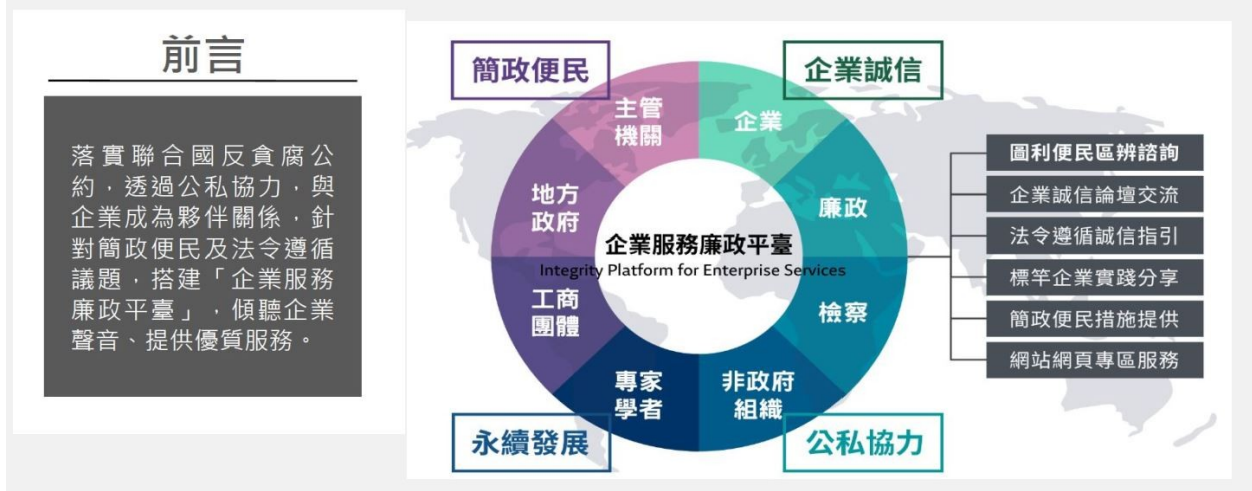 前言
落實聯合國反貪腐公
約，透過公私協力，與
企業成為夥伴關係，針
對簡政便民及法令遵循
議題，搭建「企業服務
廉政平臺」，傾聽企業
聲音、提供優質服務。
簡政便民
企業誠信
主管
機關
企業
地方
政府
廉政
企業服務廉政平臺
Integrity Platform for Enterprise Services
工商
團體
檢察
專家
學者
非政府
組織
永續發展
公私協力
圖利便民區辨諮詢
企業誠信論壇交流
法令遵循誠信指引
標竿企業實踐分享
簡政便民措施提供
網站網頁專區服務